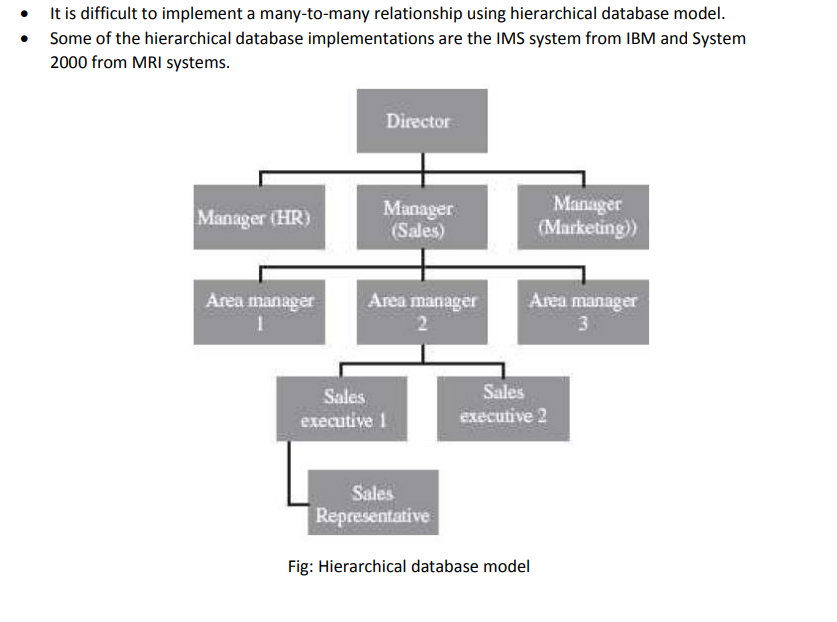 • It is difficult to implement a many-to-many relationship using hierarchical database model.
• Some of the hierarchical database implementations are the IMS system from IBM and System
2000 from MRI systems.
Director
Manager (HR)
Manager
(Sales)
Manager
(Marketing))
Area manager
1
Area manager
2
Area manager
3
Sales
executive 1
Sales
executive 2
Sales
Representative
Fig: Hierarchical database model